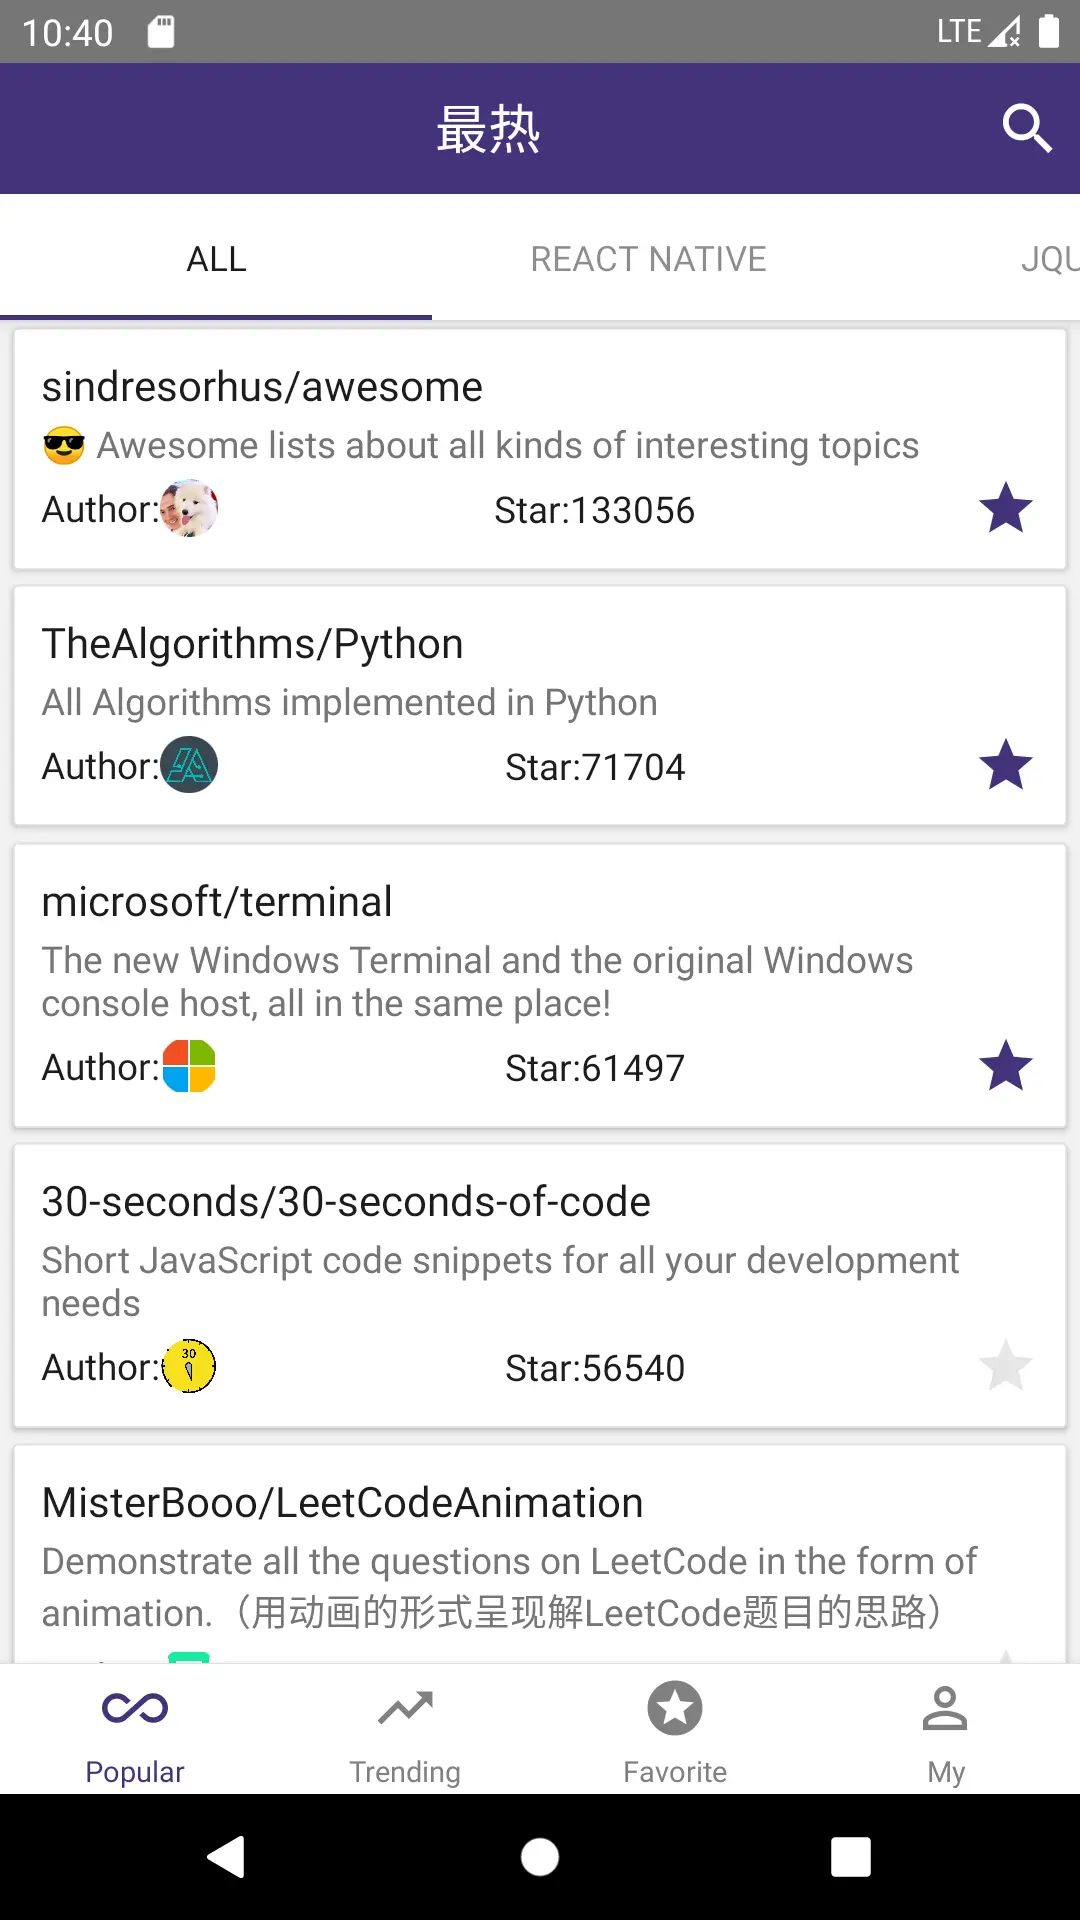 10:40
LTE
最热
ALL
REACT NATIVE
JQU
sindresorhus/awesome
😎 Awesome lists about all kinds of interesting topics
Author:
Star:133056
TheAlgorithms/Python
All Algorithms implemented in Python
Author:
Star:71704
microsoft/terminal
The new Windows Terminal and the original Windows
console host, all in the same place!
Author:
Star:61497
30-seconds/30-seconds-of-code
Short JavaScript code snippets for all your development
needs
Author:
30
Star:56540
MisterBooo/LeetCodeAnimation
Demonstrate all the questions on LeetCode in the form of
animation.（用动画的形式呈现解LeetCode题目的思路）
Popular
Trending
Favorite
My